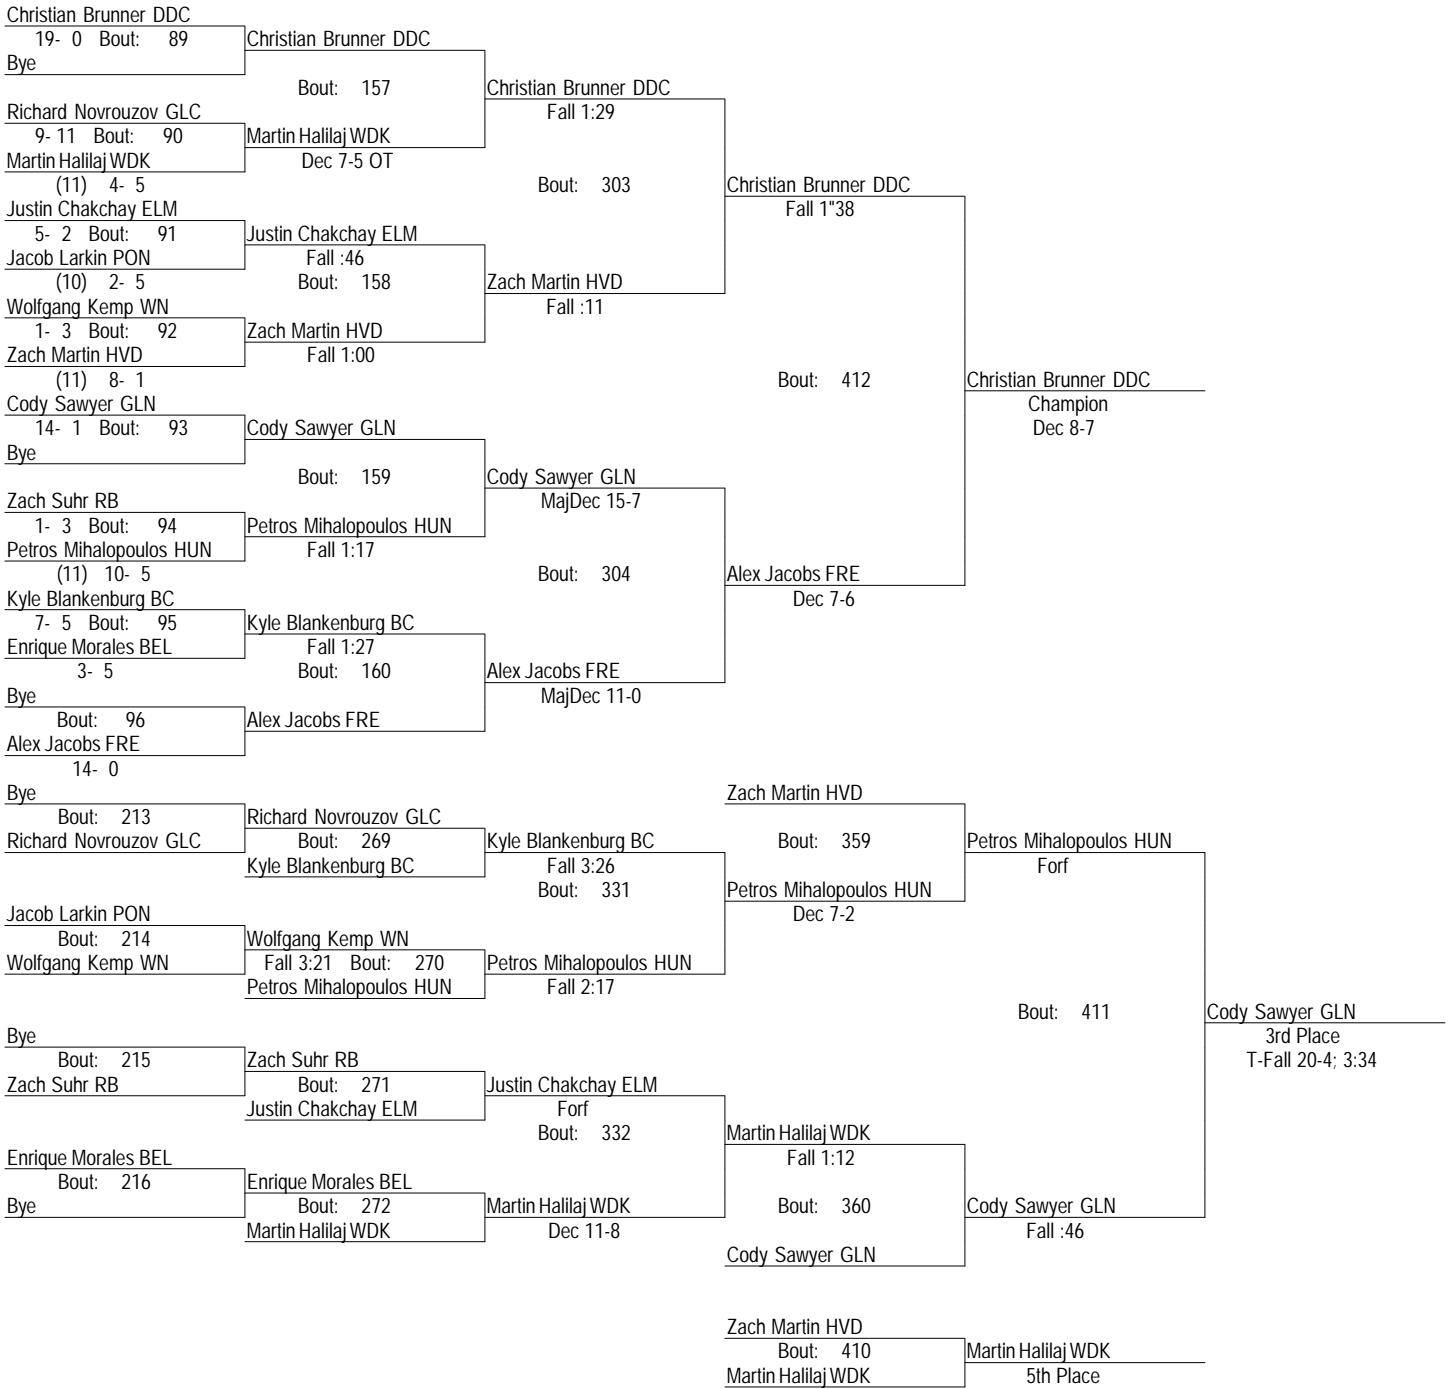 Christian Brunner DDC
19- 0 Bout: 89
Christian Brunner DDC
Bye
Bout: 157
Christian Brunner DDC
Richard Novrouzov GLC
Fall 1:29
9- 11 Bout: 90
Martin Halilaj WDK
Martin Halilaj WDK
Dec 7-5 OT
(11) 4- 5
Bout: 303
Christian Brunner DDC
Justin Chakchay ELM
Fall 1"38
5- 2 Bout: 91
Justin Chakchay ELM
Jacob Larkin PON
Fall :46
(10) 2- 5
Bout: 158
Zach Martin HVD
Wolfgang Kemp WN
Fall :11
1- 3 Bout: 92
Zach Martin HVD
Zach Martin HVD
Fall 1:00
(11) 8- 1
Bout: 412
Christian Brunner DDC
Cody Sawyer GLN
Champion
14- 1 Bout: 93
Cody Sawyer GLN
Dec 8-7
Bye
Bout: 159
Cody Sawyer GLN
Zach Suhr RB
MajDec 15-7
1- 3 Bout: 94
Petros Mihalopoulos HUN
Petros Mihalopoulos HUN
Fall 1:17
(11) 10- 5
Bout: 304
Alex Jacobs FRE
Kyle Blankenburg BC
Dec 7-6
7- 5 Bout: 95
Kyle Blankenburg BC
Enrique Morales BEL
Fall 1:27
3- 5
Bout: 160
Alex Jacobs FRE
Bye
MajDec 11-0
Bout: 96
Alex Jacobs FRE
Alex Jacobs FRE
14- 0
Bye
Zach Martin HVD
Bout: 213
Richard Novrouzov GLC
Richard Novrouzov GLC
Bout: 269
Kyle Blankenburg BC
Bout: 359
Petros Mihalopoulos HUN
Kyle Blankenburg BC
Fall 3:26
Forf
Bout: 331
Petros Mihalopoulos HUN
Jacob Larkin PON
Dec 7-2
Bout: 214
Wolfgang Kemp WN
Wolfgang Kemp WN
Fall 3:21 Bout: 270
Petros Mihalopoulos HUN
Petros Mihalopoulos HUN
Fall 2:17
Bout: 411
Cody Sawyer GLN
Bye
3rd Place
Bout: 215
Zach Suhr RB
T-Fall 20-4; 3:34
Zach Suhr RB
Bout: 271
Justin Chakchay ELM
Justin Chakchay ELM
Forf
Bout: 332
Martin Halilaj WDK
Enrique Morales BEL
Fall 1:12
Bout: 216
Enrique Morales BEL
Bye
Bout: 272
Martin Halilaj WDK
Bout: 360
Cody Sawyer GLN
Martin Halilaj WDK
Dec 11-8
Fall :46
Cody Sawyer GLN
Zach Martin HVD
Bout: 410
Martin Halilaj WDK
Martin Halilaj WDK
5th Place